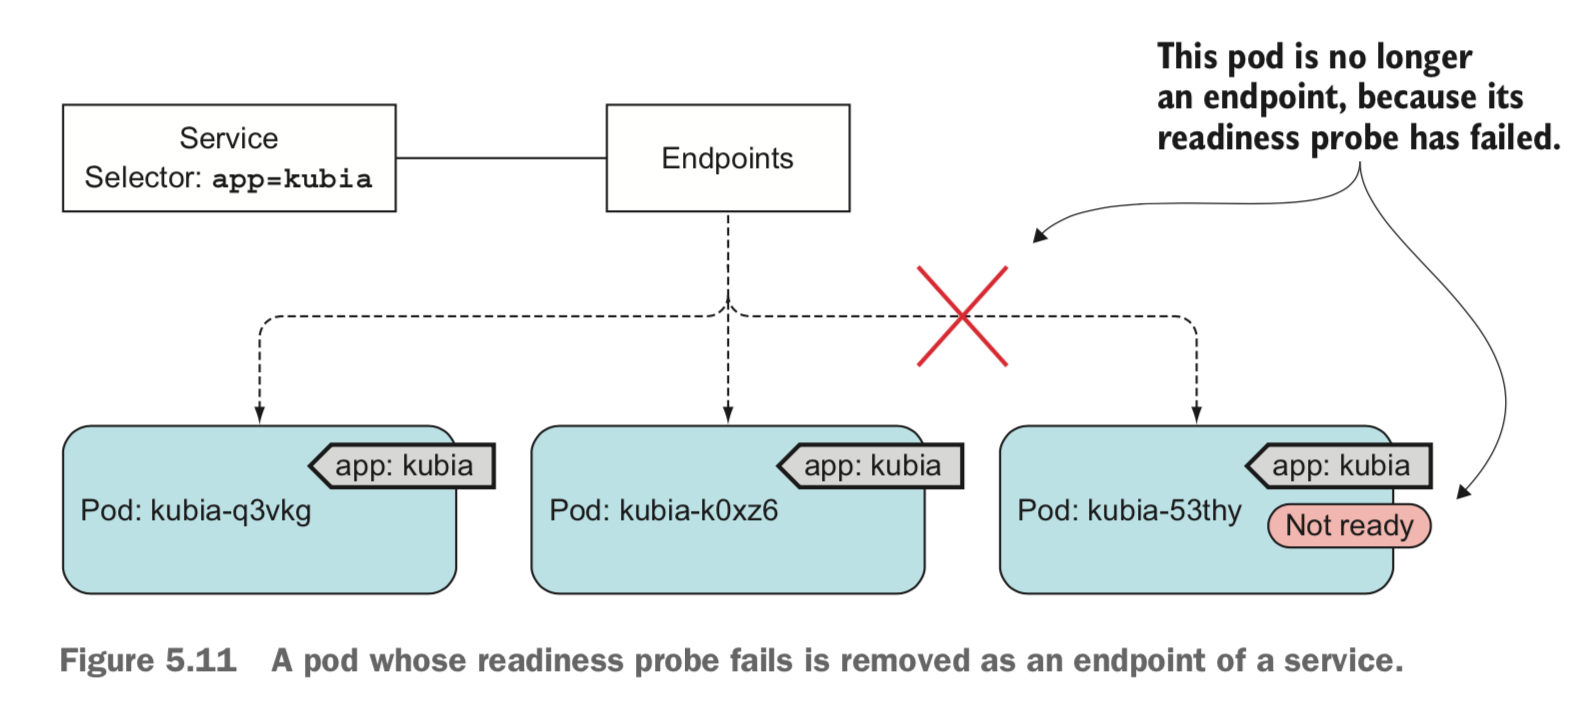 This pod is no longer
an endpoint, because its
readiness probe has failed.
Service
Selector: app=kubia
Endpoints
app: kubia
Pod: kubia-q3vkg
app: kubia
Pod: kubia-k0xz6
app: kubia
Pod: kubia-53thy
Not ready
Figure 5.11 A pod whose readiness probe fails is removed as an endpoint of a service.